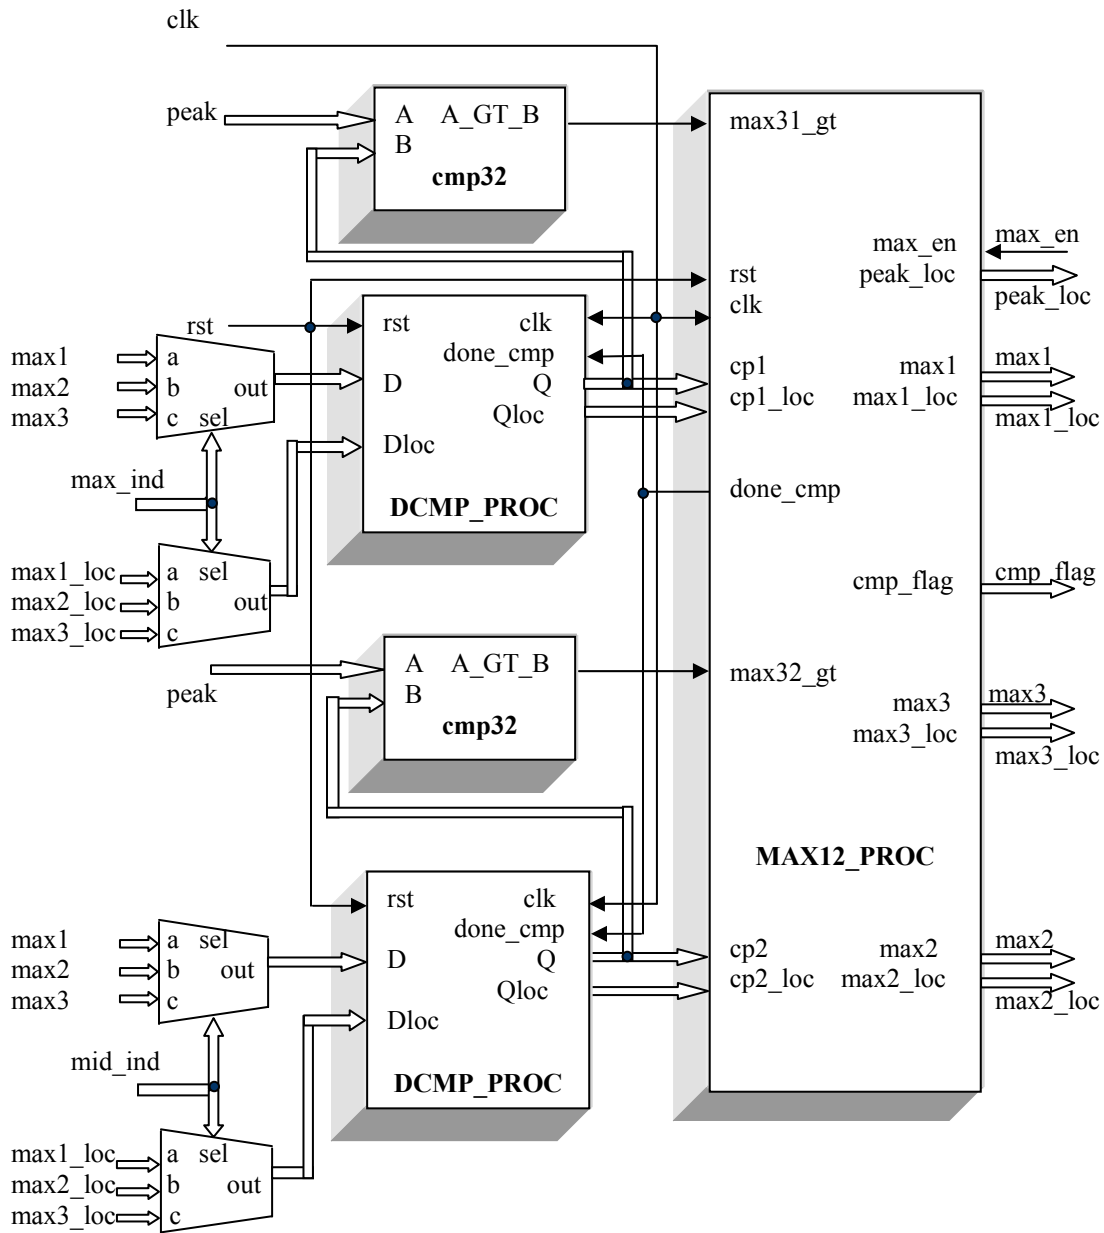 clk
peak
A A_GT_B
B
cmp32
max31_gt
max_en
max_en
rst
peak_loc
peak_loc
clk
rst
rst
clk
done_cmp
max1
max2
max3
a
b
c
out
sel
D
Q
Qloc
Dloc
DCMP_PROC
cp1
cp1_loc
max1
max1_loc
max1
max1_loc
max_ind
done_cmp
max1_loc
max2_loc
max3_loc
a sel
b
c
out
cmp_flag
cmp_flag
peak
A A_GT_B
B
cmp32
max32_gt
max3
max3_loc
max3
max3_loc
MAX12_PROC
rst
clk
done_cmp
max1
max2
max3
a sel
b
c
out
D
Q
Qloc
Dloc
DCMP_PROC
cp2
cp2_loc
max2
max2_loc
max2
max2_loc
mid_ind
max1_loc
max2_loc
max3_loc
a sel
b
c
out